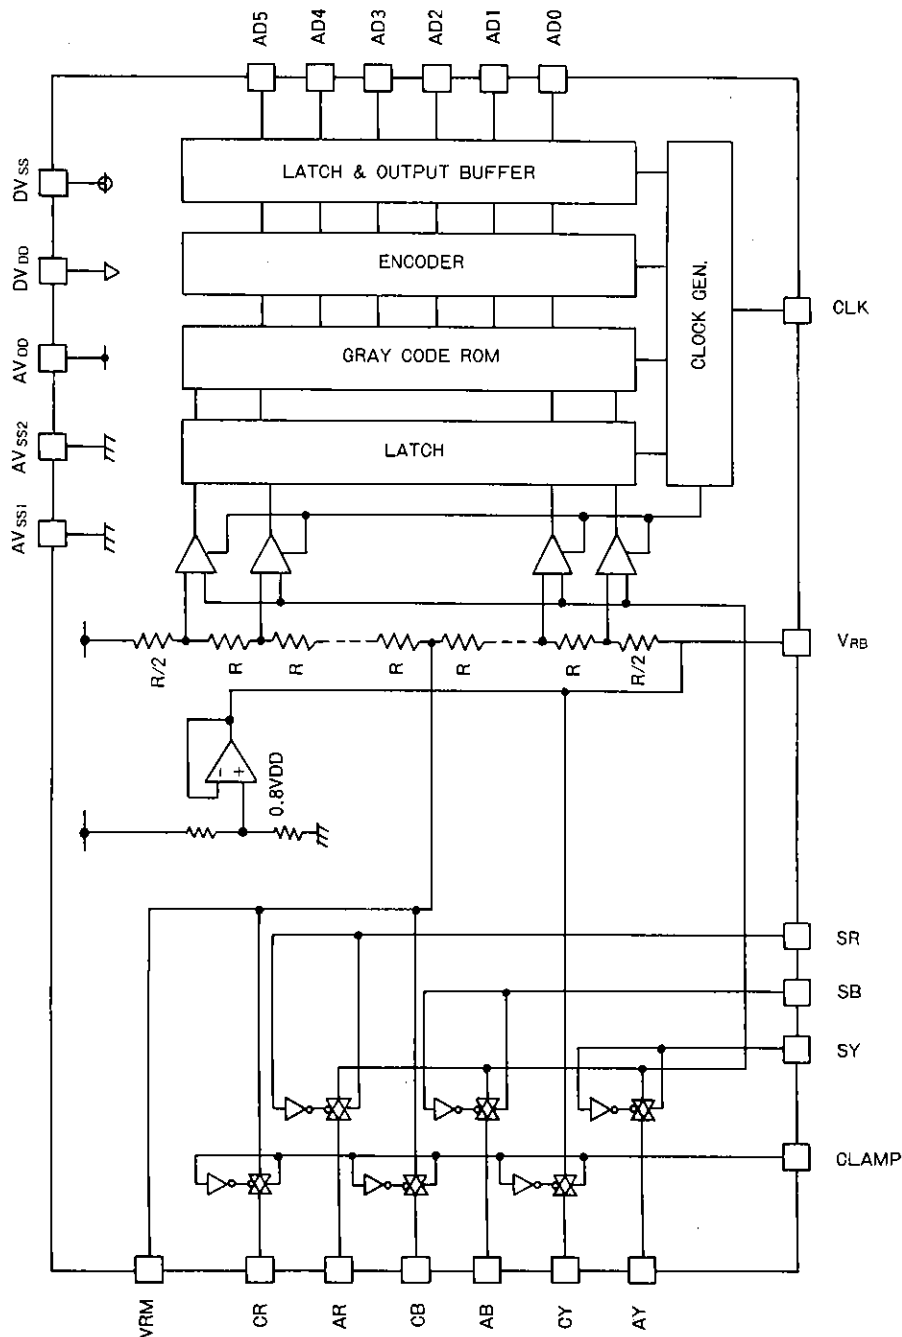 AD5
AD4
AD3
AD2
AD1
AD0
DVSS
DVDD
AVDD
AVSS2
AVSS1
LATCH & OUTPUT BUFFER
ENCODER
GRAY CODE ROM
LATCH
CLOCK GEN.
CLK
R/2
R
R
R
R
R
R/2
VRB
-
+
0.8VDD
SR
SB
SY
CLAMP
VRM
CR
AR
CB
AB
CY
AY